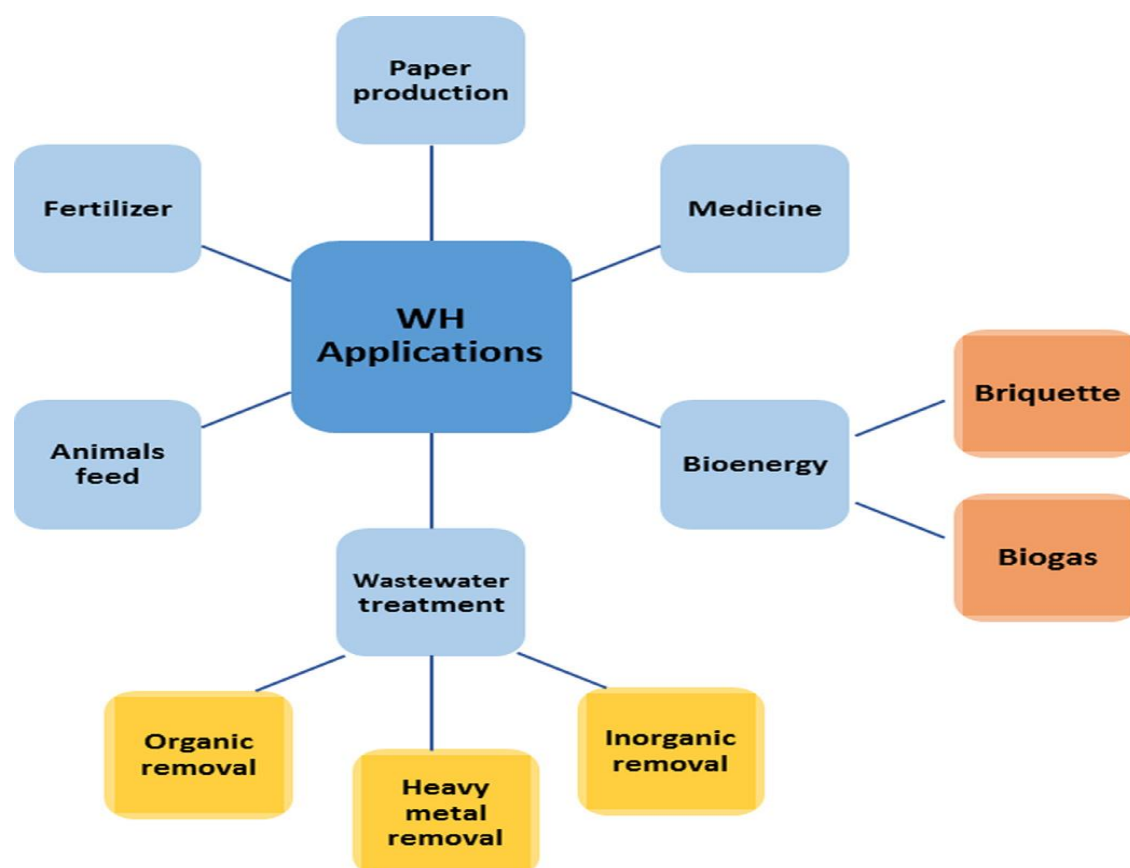 Paper
production
Fertilizer
Medicine
WH
Applications
Briquette
Animals
feed
Bioenergy
Biogas
Wastewater
treatment
Organic
removal
Heavy
metal
removal
Inorganic
removal